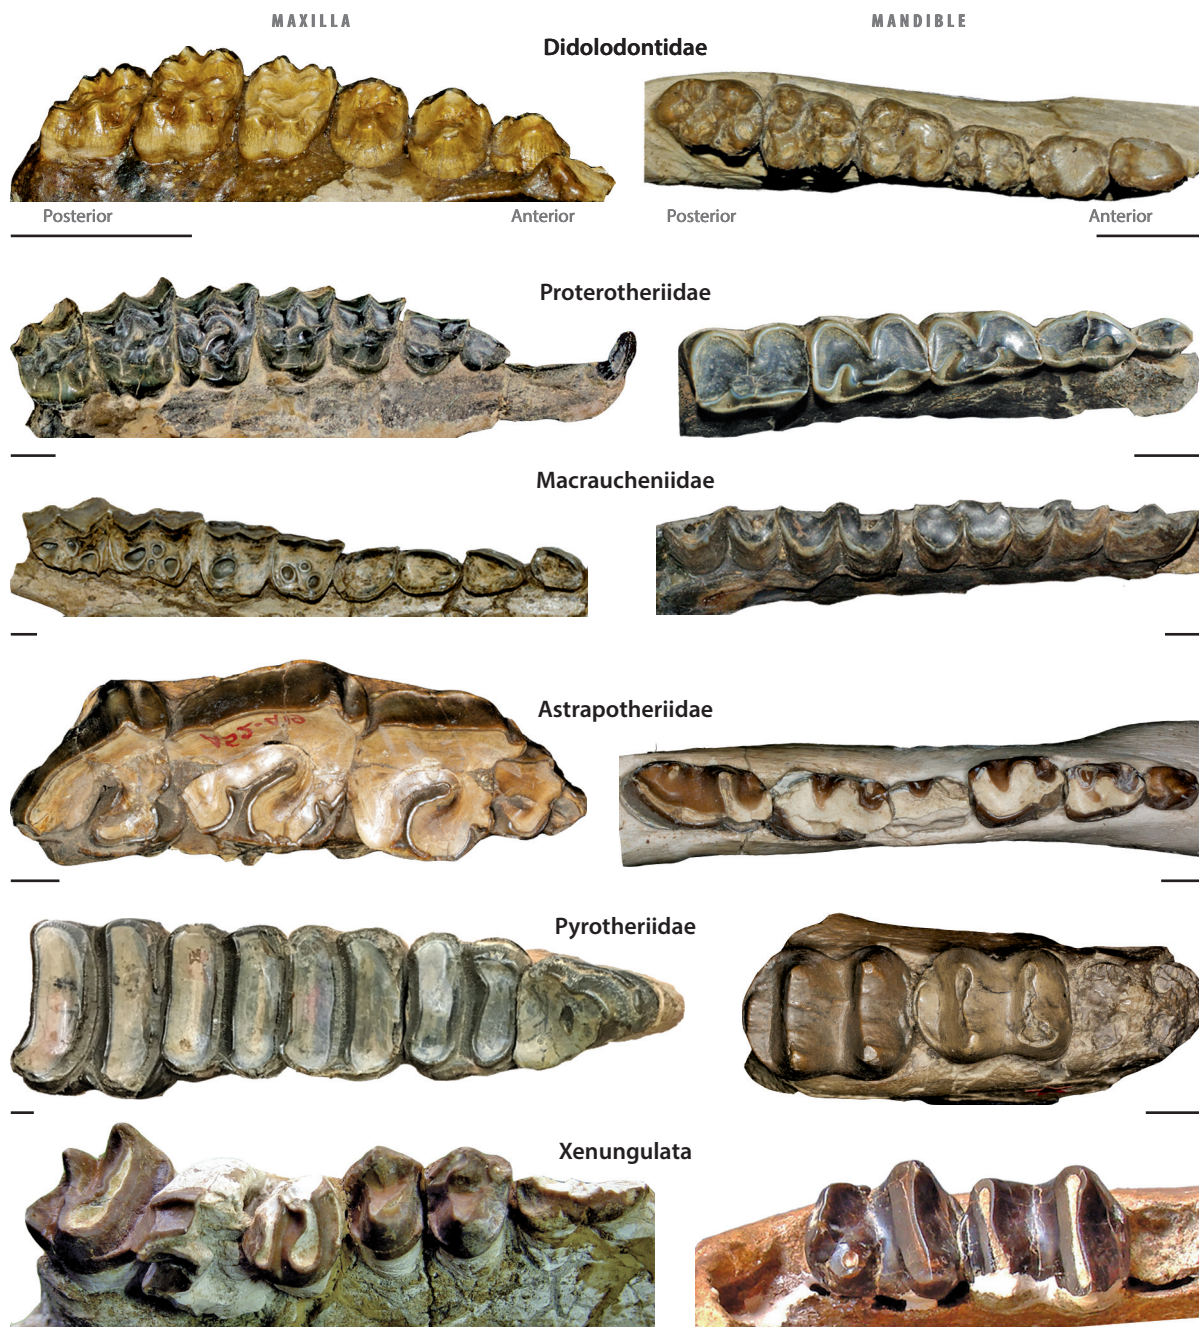 MAXILLA
MANDIBLE
Didolodontidae
Posterior
Anterior
Posterior
Anterior
Proterotheriidae
Macraucheniidae
Astrapotheriidae
Pyrotheriidae
Xenungulata